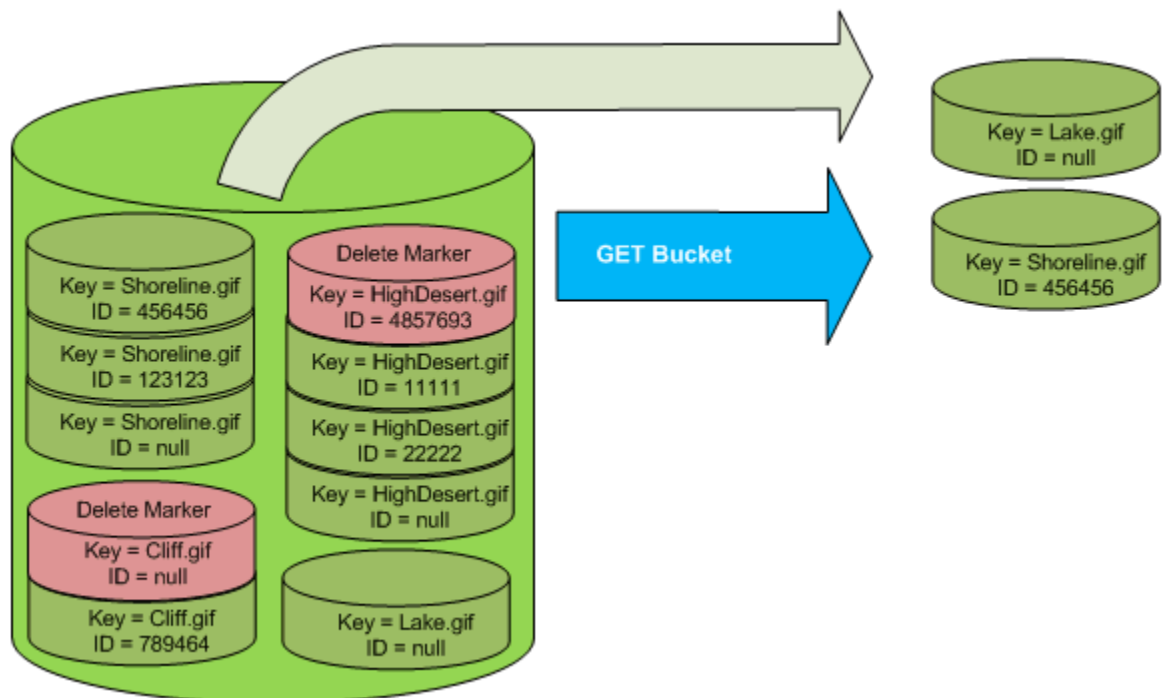 Key = Lake.gif
ID = null
GET Bucket
Key = Shoreline.gif
ID = 456456
Key = Shoreline.gif
ID = 456456
Key = Shoreline.gif
ID = 123123
Key = Shoreline.gif
ID = null
Delete Marker
Key = HighDesert.gif
ID = 4857693
Key = HighDesert.gif
ID = 11111
Key = HighDesert.gif
ID = 22222
Key = HighDesert.gif
ID = null
Delete Marker
Key = Cliff.gif
ID = null
Key = Cliff.gif
ID = 789464
Key = Lake.gif
ID = null